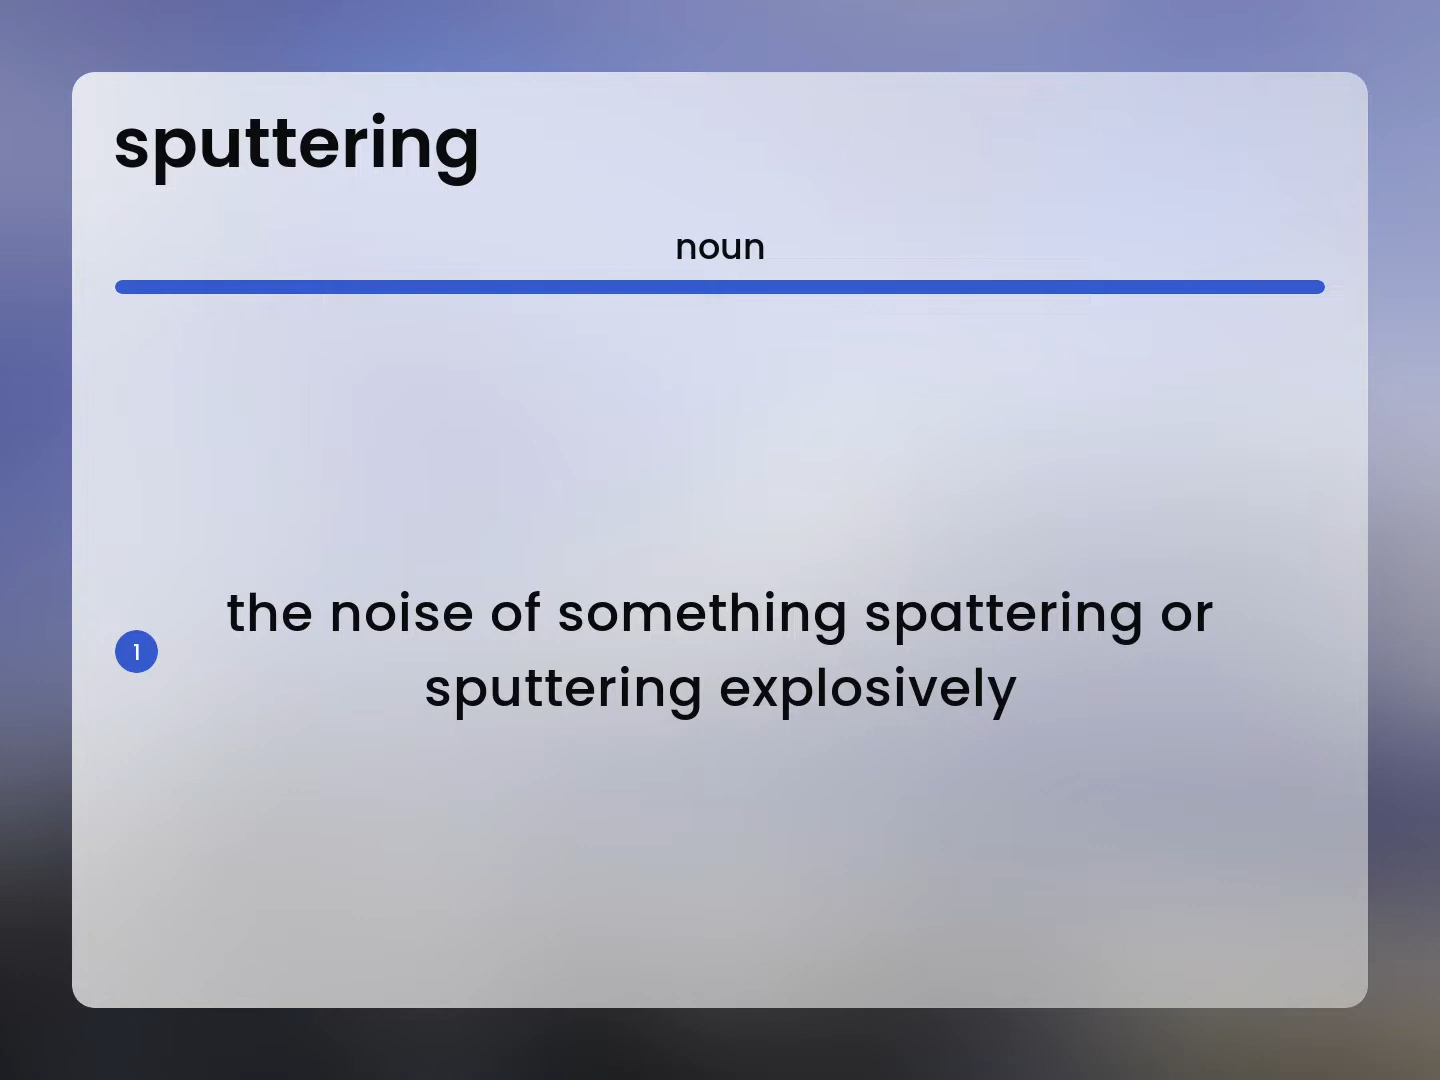 sputtering
noun
1
the noise of something spattering or
sputtering explosively